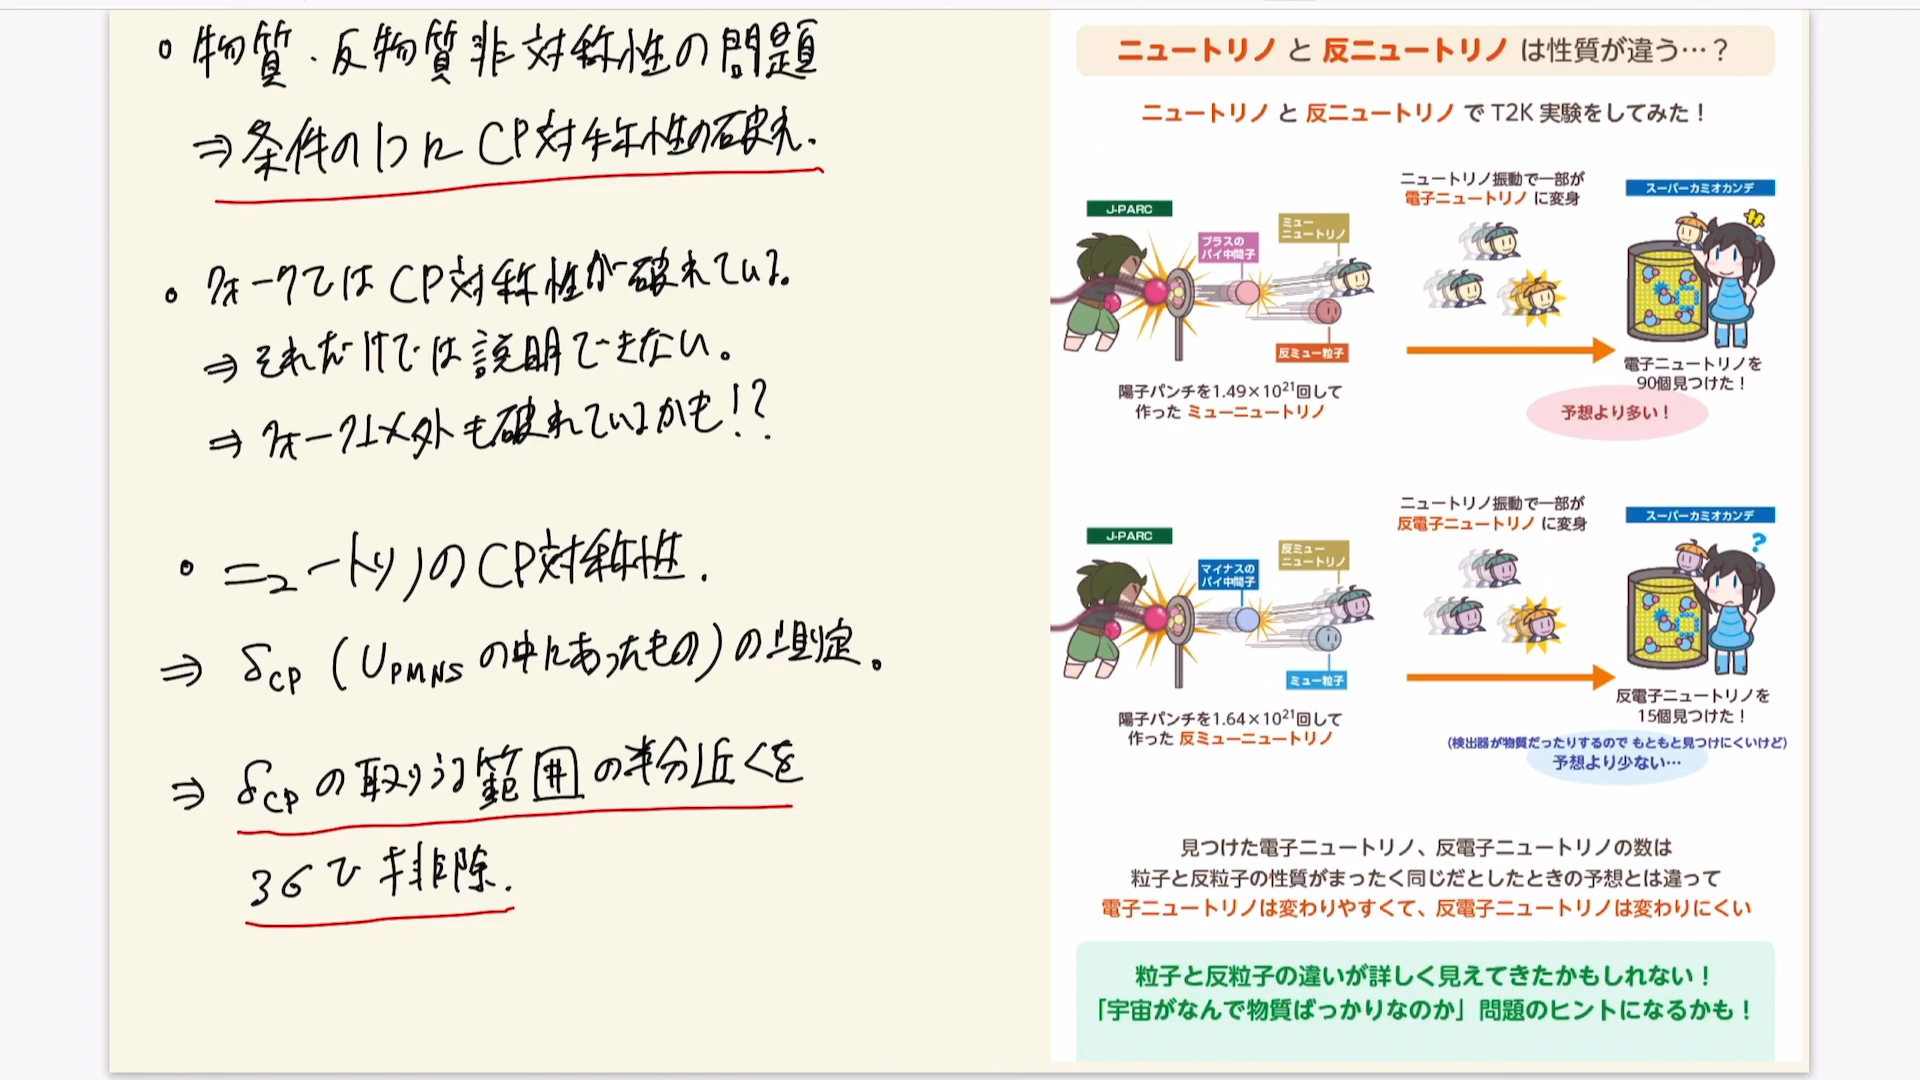 • 物質・反物質非対称性の問題
⇒ 条件の1つに CP対称性の破れ.
• クォークでは CP対称性が破れている。
⇒ それだけでは説明できない。
⇒ クォーク以外も破れているかも!?
• ニュートリノのCP対称性.
⇒ δCP (UPMNS の中にあったもの) の測定。
⇒ δCP の取りうる範囲の半分近くを
3σで排除.
ニュートリノ と 反ニュートリノ は性質が違う…？
ニュートリノ と 反ニュートリノ で T2K 実験をしてみた！
J-PARC
プラスの
パイ中間子
ミュー
ニュートリノ
反ミュー粒子
陽子パンチを1.49×10²¹回して
作った ミューニュートリノ
ニュートリノ振動で一部が
電子ニュートリノ に変身
スーパーカミオカンデ
電子ニュートリノを
90個見つけた！
予想より多い！
J-PARC
マイナスの
パイ中間子
反ミュー
ニュートリノ
ミュー粒子
陽子パンチを1.64×10²¹回して
作った 反ミューニュートリノ
ニュートリノ振動で一部が
反電子ニュートリノ に変身
スーパーカミオカンデ
?
反電子ニュートリノを
15個見つけた！
（検出器が物質だったりするので もともと見つけにくいけど）
予想より少ない…
見つけた電子ニュートリノ、反電子ニュートリノの数は
粒子と反粒子の性質がまったく同じだとしたときの予想とは違って
電子ニュートリノは変わりやすくて、反電子ニュートリノは変わりにくい
粒子と反粒子の違いが詳しく見えてきたかもしれない！
「宇宙がなんで物質ばっかりなのか」問題のヒントになるかも！